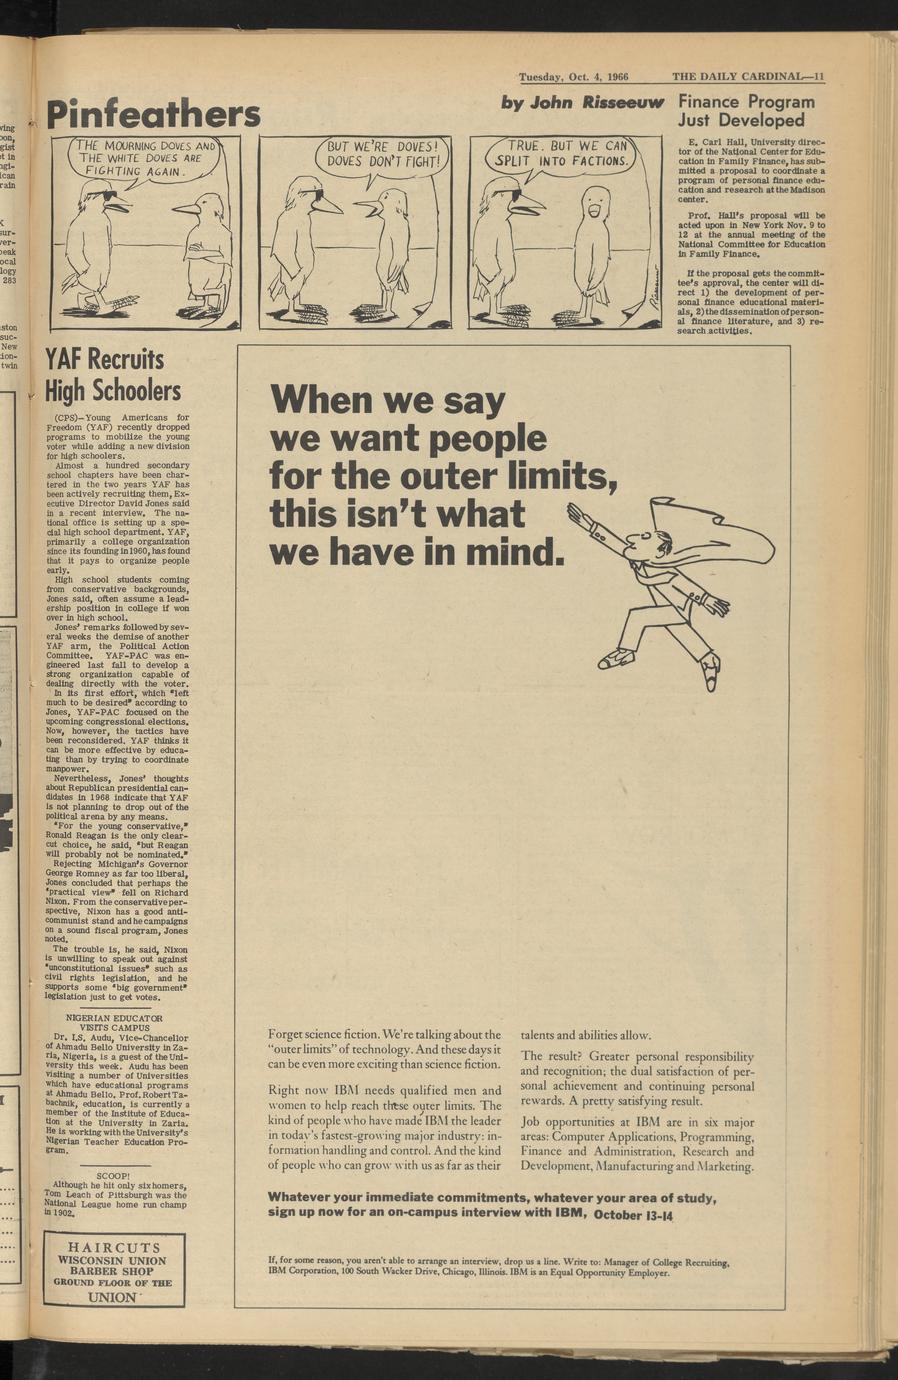 Tuesday, Oct. 4, 1966
THE DAILY CARDINAL—11
Pinfeathers
by John Risseeuw
THE MOURNING DOVES AND
THE WHITE DOVES ARE
FIGHTING AGAIN.
BUT WE'RE DOVES!
DOVES DON'T FIGHT!
TRUE. BUT WE CAN
SPLIT INTO FACTIONS.
Finance Program
Just Developed
E. Carl Hall, University direc-
tor of the National Center for Edu-
cation in Family Finance, has sub-
mitted a proposal to coordinate a
program of personal finance edu-
cation and research at the Madison
center.
Prof. Hall's proposal will be
acted upon in New York Nov. 9 to
12 at the annual meeting of the
National Committee for Education
in Family Finance.
If the proposal gets the commit-
tee's approval, the center will di-
rect 1) the development of per-
sonal finance educational materi-
als, 2) the dissemination of person-
al finance literature, and 3) re-
search activities.
YAF Recruits
High Schoolers
(CPS)—Young Americans for
Freedom (YAF) recently dropped
programs to mobilize the young
voter while adding a new division
for high schoolers.
Almost a hundred secondary
school chapters have been char-
tered in the two years YAF has
been actively recruiting them, Ex-
ecutive Director David Jones said
in a recent interview. The na-
tional office is setting up a spe-
cial high school department. YAF,
primarily a college organization
since its founding in 1960, has found
that it pays to organize people
early.
High school students coming
from conservative backgrounds,
Jones said, often assume a lead-
ership position in college if won
over in high school.
Jones' remarks followed by sev-
eral weeks the demise of another
YAF arm, the Political Action
Committee. YAF-PAC was en-
gineered last fall to develop a
strong organization capable of
dealing directly with the voter.
In its first effort, which "left
much to be desired" according to
Jones, YAF-PAC focused on the
upcoming congressional elections.
Now, however, the tactics have
been reconsidered. YAF thinks it
can be more effective by educa-
ting than by trying to coordinate
manpower.
Nevertheless, Jones' thoughts
about Republican presidential can-
didates in 1968 indicate that YAF
is not planning to drop out of the
political arena by any means.
"For the young conservative,"
Ronald Reagan is the only clear-
cut choice, he said, "but Reagan
will probably not be nominated."
Rejecting Michigan's Governor
George Romney as far too liberal,
Jones concluded that perhaps the
"practical view" fell on Richard
Nixon. From the conservative per-
spective, Nixon has a good anti-
communist stand and he campaigns
on a sound fiscal program, Jones
noted.
The trouble is, he said, Nixon
is unwilling to speak out against
"unconstitutional issues" such as
civil rights legislation, and he
supports some "big government"
legislation just to get votes.
NIGERIAN EDUCATOR
VISITS CAMPUS
Dr. I.S. Audu, Vice-Chancellor
of Ahmadu Bello University in Za-
ria, Nigeria, is a guest of the Uni-
versity this week. Audu has been
visiting a number of Universities
which have educational programs
at Ahmadu Bello. Prof. Robert Ta-
bachnik, education, is currently a
member of the Institute of Educa-
tion at the University in Zaria.
He is working with the University's
Nigerian Teacher Education Pro-
gram.
SCOOP!
Although he hit only six homers,
Tom Leach of Pittsburgh was the
National League home run champ
in 1902.
HAIRCUTS
WISCONSIN UNION
BARBER SHOP
GROUND FLOOR OF THE
UNION
When we say
we want people
for the outer limits,
this isn't what
we have in mind.
Forget science fiction. We're talking about the
"outer limits" of technology. And these days it
can be even more exciting than science fiction.
Right now IBM needs qualified men and
women to help reach these outer limits. The
kind of people who have made IBM the leader
in today's fastest-growing major industry: in-
formation handling and control. And the kind
of people who can grow with us as far as their
talents and abilities allow.
The result? Greater personal responsibility
and recognition; the dual satisfaction of per-
sonal achievement and continuing personal
rewards. A pretty satisfying result.
Job opportunities at IBM are in six major
areas: Computer Applications, Programming,
Finance and Administration, Research and
Development, Manufacturing and Marketing.
Whatever your immediate commitments, whatever your area of study,
sign up now for an on-campus interview with IBM, October 13-14
If, for some reason, you aren't able to arrange an interview, drop us a line. Write to: Manager of College Recruiting,
IBM Corporation, 100 South Wacker Drive, Chicago, Illinois. IBM is an Equal Opportunity Employer.